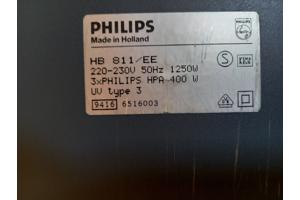 PHILIPS
Made in Holland
HB 811/EE
220-230V 50Hz 1250W
3xPHILIPS HPA 400 W
UV type 3
9416 6516003